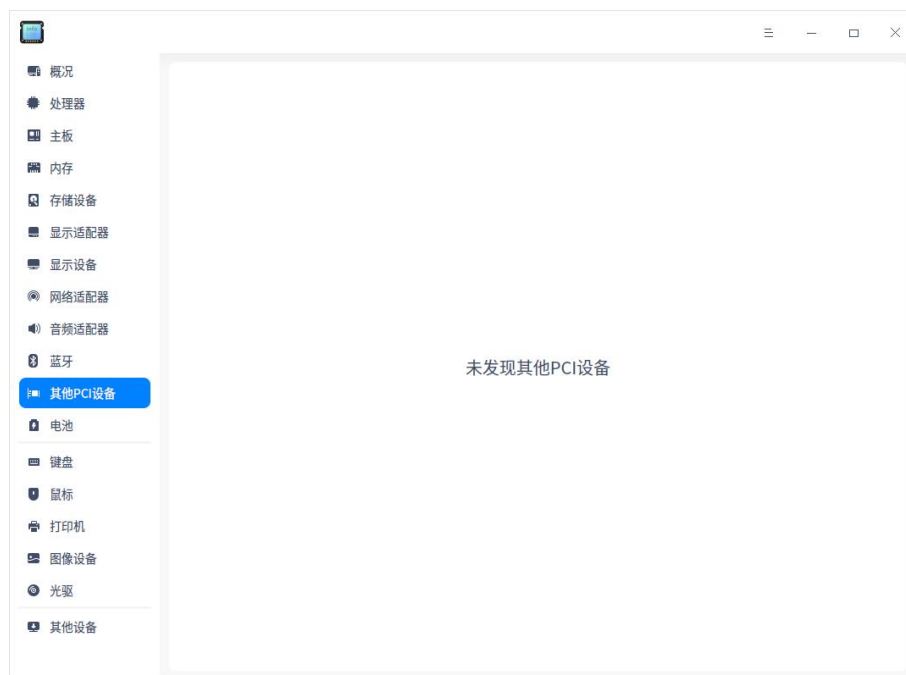 概况
处理器
主板
内存
存储设备
显示适配器
显示设备
网络适配器
音频适配器
蓝牙
其他PCI设备
电池
键盘
鼠标
打印机
图像设备
光驱
其他设备
未发现其他PCI设备